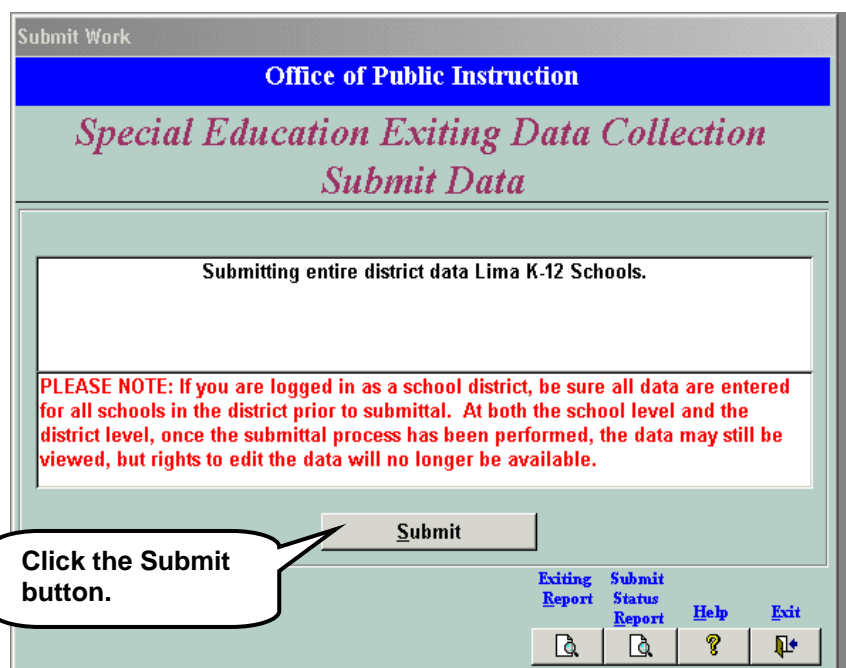 Submit Work
Office of Public Instruction
Special Education Exiting Data Collection
Submit Data
Submitting entire district data Lima K-12 Schools.
PLEASE NOTE: If you are logged in as a school district, be sure all data are entered
for all schools in the district prior to submittal.  At both the school level and the
district level, once the submittal process has been performed, the data may still be
viewed, but rights to edit the data will no longer be available.
Submit
Click the Submit
button.
Exiting
Report
Submit
Status
Report
Help
Exit